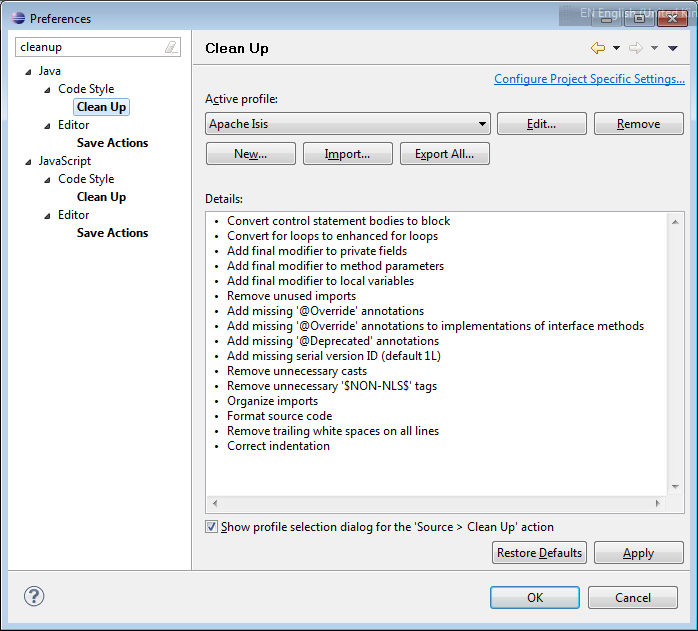 Preferences
EN English (United Kin
cleanup
Java
Code Style
Clean Up
Editor
Save Actions
JavaScript
Code Style
Clean Up
Editor
Save Actions
Clean Up
Configure Project Specific Settings...
Active profile:
Apache Isis
Edit...
Remove
New...
Import...
Export All...
Details:
• Convert control statement bodies to block
• Convert for loops to enhanced for loops
• Add final modifier to private fields
• Add final modifier to method parameters
• Add final modifier to local variables
• Remove unused imports
• Add missing '@Override' annotations
• Add missing '@Override' annotations to implementations of interface methods
• Add missing '@Deprecated' annotations
• Add missing serial version ID (default 1L)
• Remove unnecessary casts
• Remove unnecessary '$NON-NLS$' tags
• Organize imports
• Format source code
• Remove trailing white spaces on all lines
• Correct indentation
Show profile selection dialog for the 'Source > Clean Up' action
Restore Defaults
Apply
?
OK
Cancel